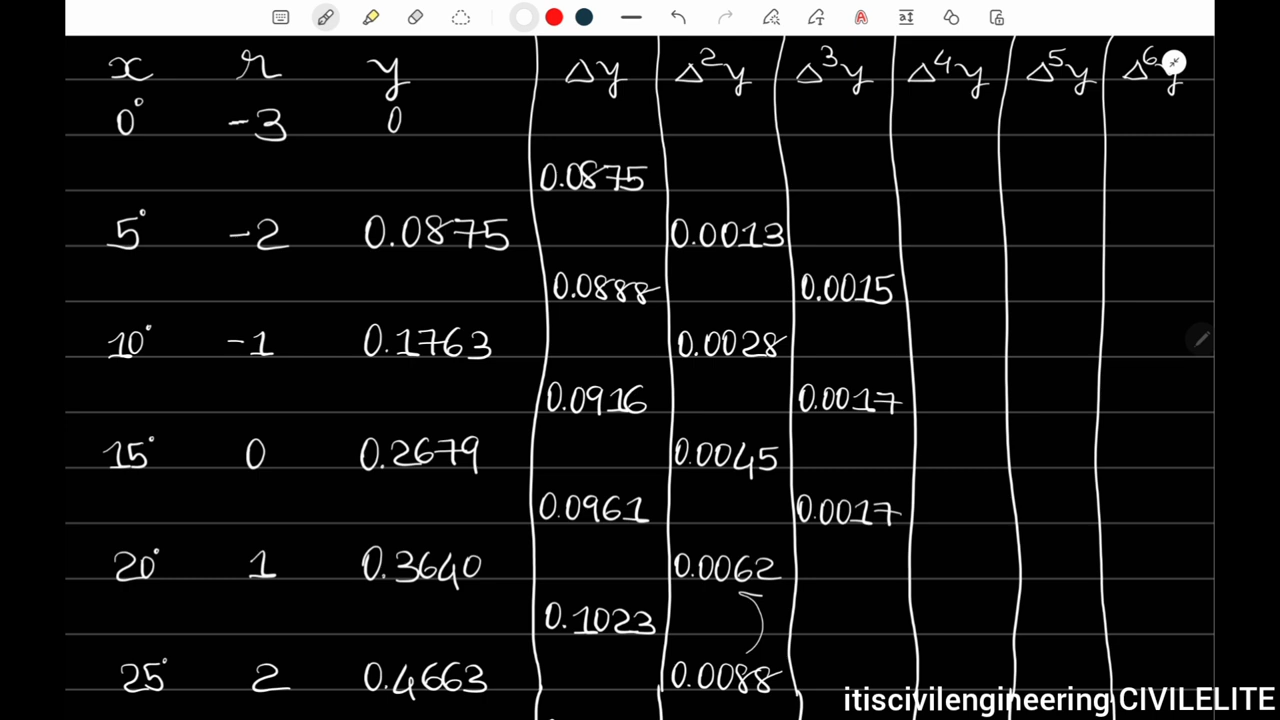 x r y Δy Δ²y Δ³y Δ⁴y Δ⁵y Δ⁶y
0° -3 0
0.0875
5° -2 0.0875 0.0013
0.0888 0.0015
10° -1 0.1763 0.0028
0.0916 0.0017
15° 0 0.2679 0.0045
0.0961 0.0017
20° 1 0.3640 0.0062
0.1023
25° 2 0.4663 0.0088
itiscivilengineering CIVILELITE